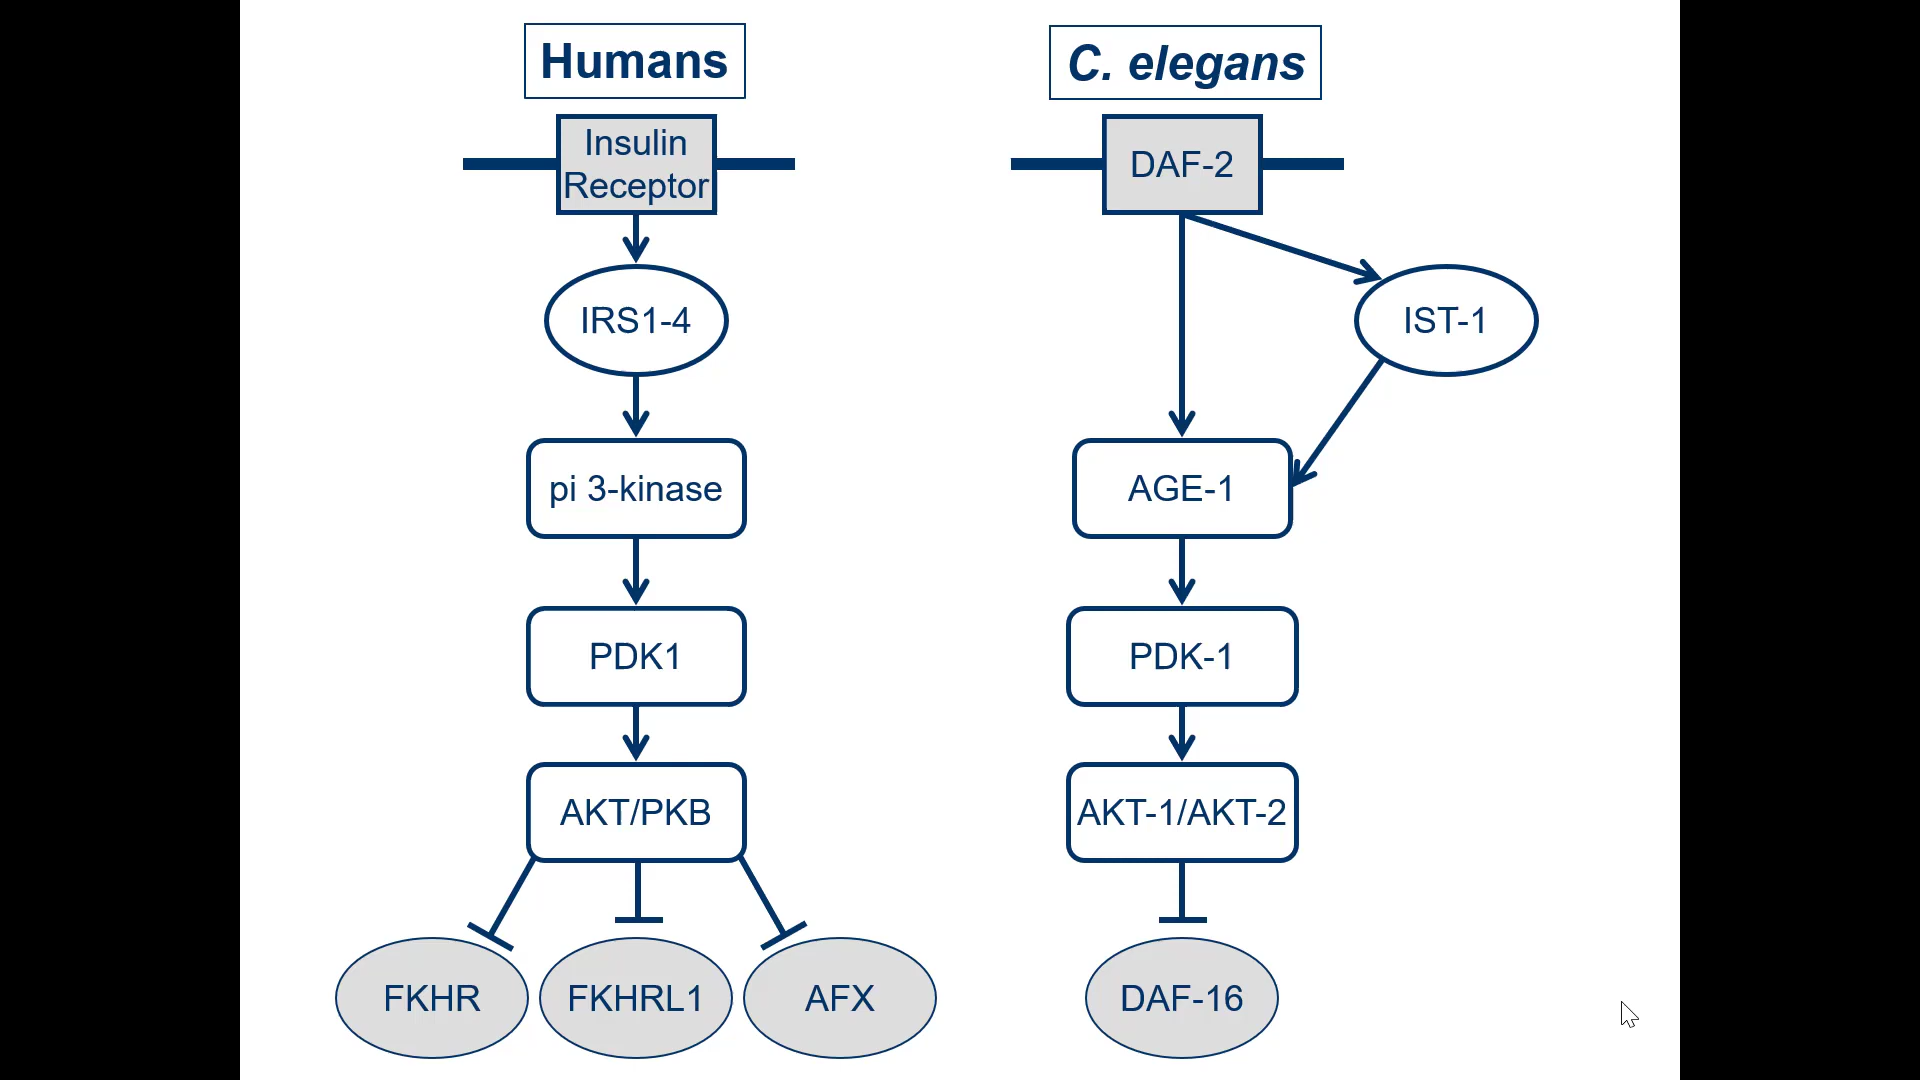 Humans
Insulin
Receptor
IRS1-4
pi 3-kinase
PDK1
AKT/PKB
FKHR
FKHRL1
AFX
C. elegans
DAF-2
IST-1
AGE-1
PDK-1
AKT-1/AKT-2
DAF-16